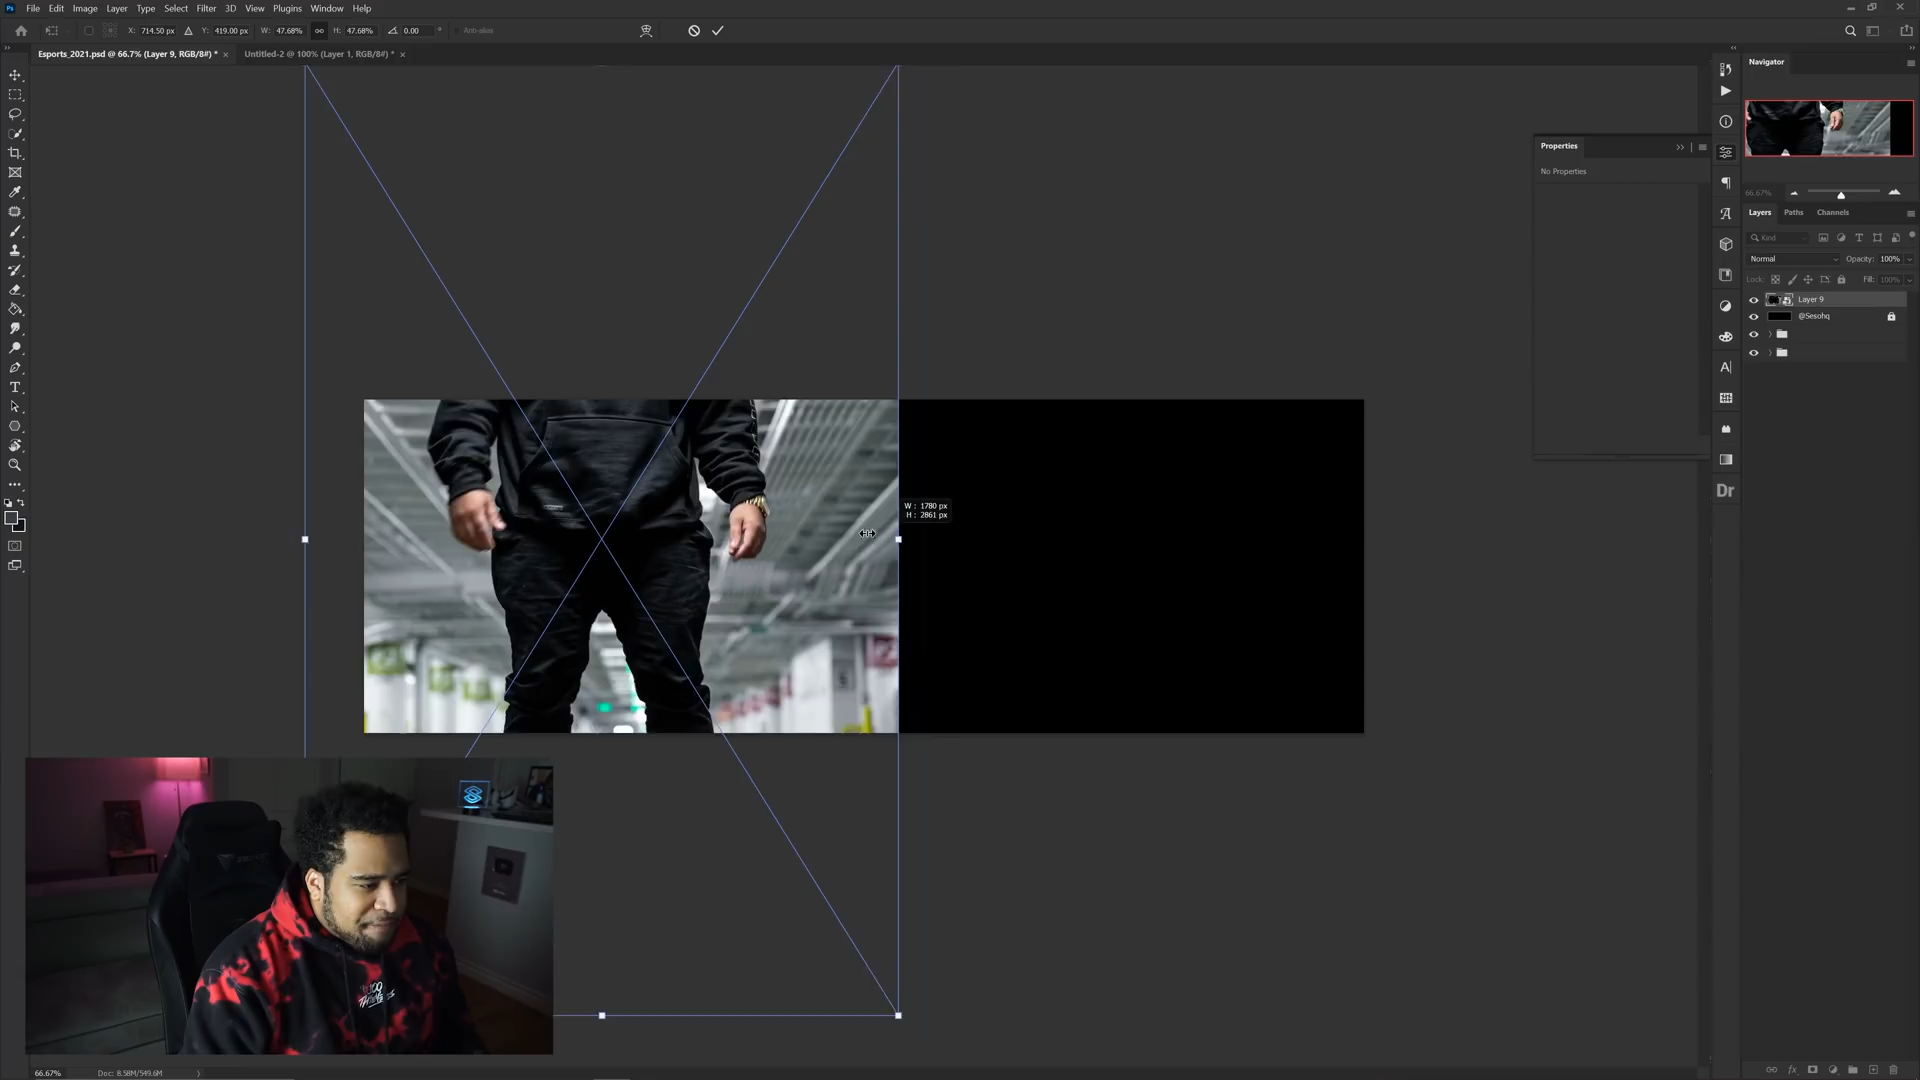 Ps File Edit Image Layer Type Select Filter 3D View Plugins Window Help
X: 714.50 px Y: 419.00 px W: 47.68% H: 47.68% 0.00 ° Anti-alias
Esports_2021.psd @ 66.7% (Layer 9, RGB/8#) * × Untitled-2 @ 100% (Layer 1, RGB/8#) * ×
Navigator
Properties
No Properties
66.67%
Layers Paths Channels
Kind
Normal Opacity: 100%
Lock: Fill: 100%
Layer 9
@Sesohq
W : 1780 px
H : 2861 px
Dr
66.67% Doc: 8.58M/549.6M